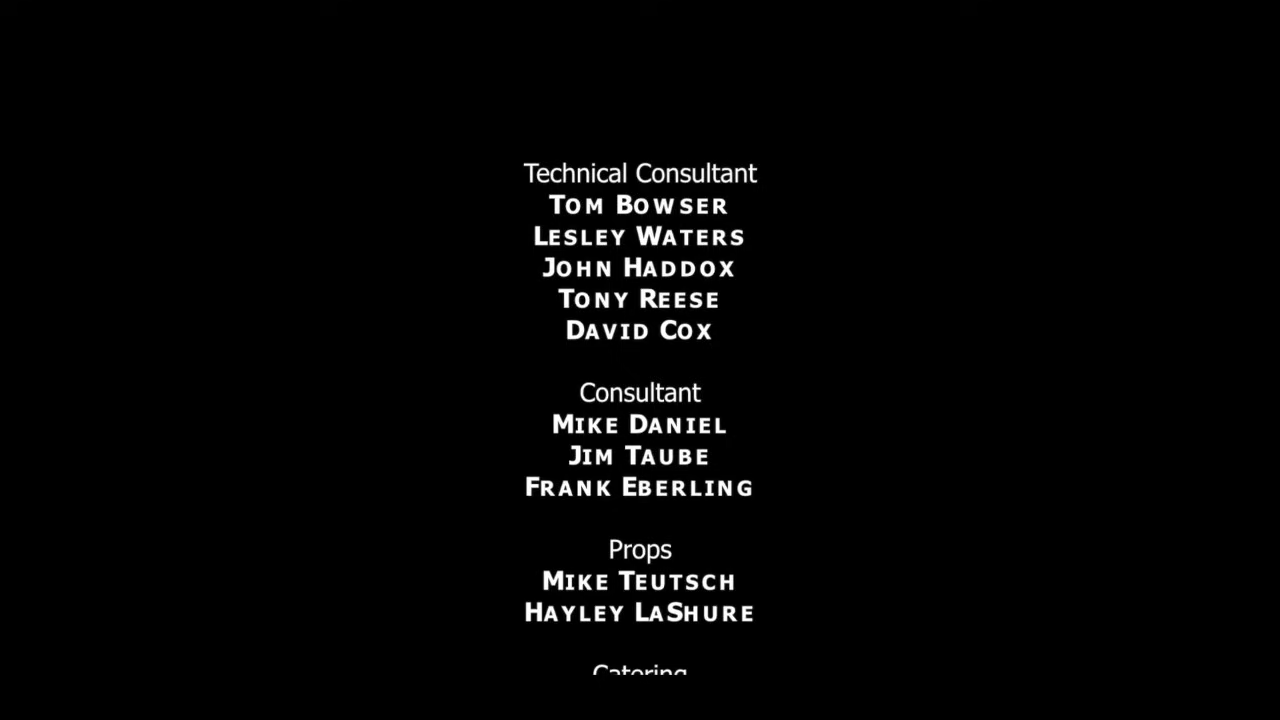 Technical Consultant
TOM BOWSER
LESLEY WATERS
JOHN HADDOX
TONY REESE
DAVID COX
Consultant
MIKE DANIEL
JIM TAUBE
FRANK EBERLING
Props
MIKE TEUTSCH
HAYLEY LASHURE
Catering